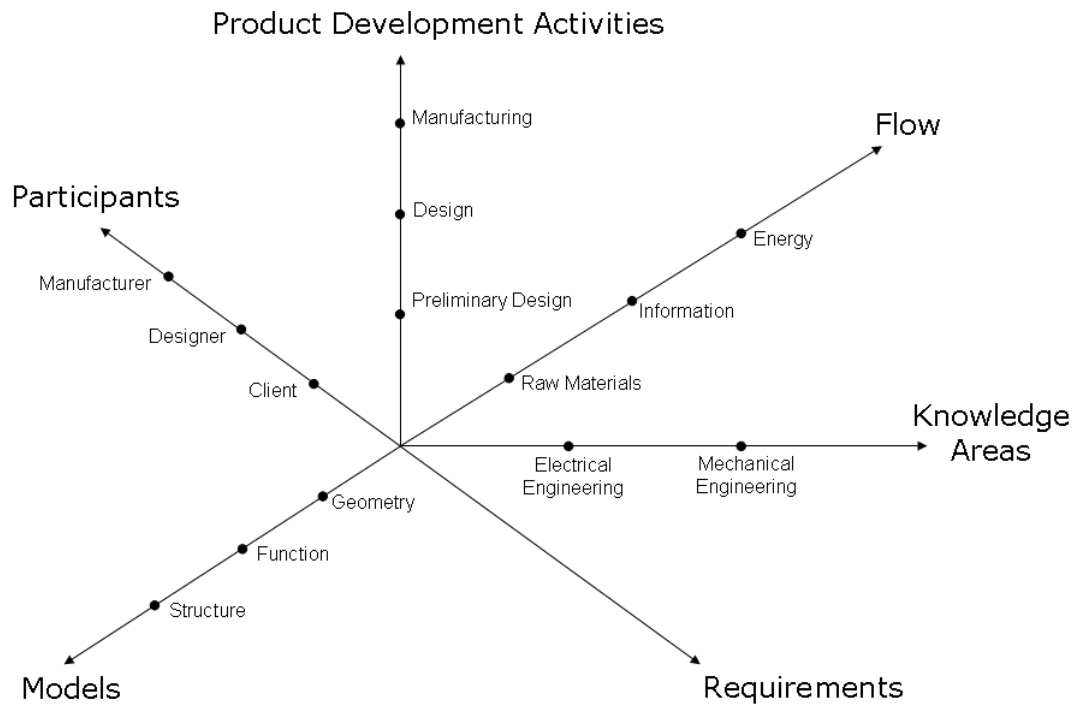 Product Development Activities
Manufacturing
Flow
Participants
Design
Energy
Manufacturer
Preliminary Design
Information
Designer
Raw Materials
Client
Knowledge
Areas
Electrical
Engineering
Mechanical
Engineering
Geometry
Function
Structure
Models
Requirements